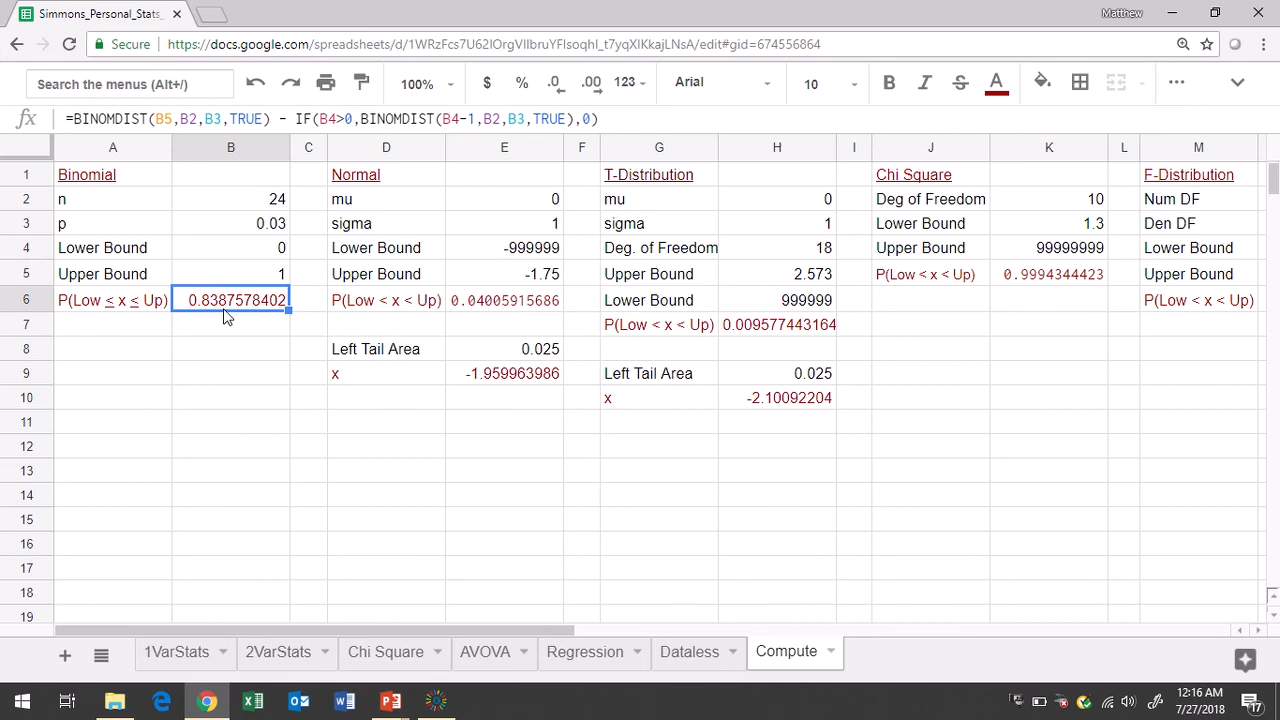 Simmons_Personal_Stats_
Matthew
Secure https://docs.google.com/spreadsheets/d/
Search the menus (Alt+/)
100% $ % .0 .00 123 Arial 10 B I S A
fx =BINOMDIST(B5,B2,B3,TRUE) - IF(B4>0,BINOMDIST(B4-1,B2,B3,TRUE),0)
A B C D E F G H I J K L M
1 Binomial Normal T-Distribution Chi Square F-Distribution
2 n 24 mu 0 mu 0 Deg of Freedom 10 Num DF
3 p 0.03 sigma 1 sigma 1 Lower Bound 1.3 Den DF
4 Lower Bound 0 Lower Bound -999999 Deg. of Freedom 18 Upper Bound 99999999 Lower Bound
5 Upper Bound 1 Upper Bound -1.75 Upper Bound 2.573 P(Low < x < Up) 0.9994344423 Upper Bound
6 P(Low ≤ x ≤ Up) 0.8387578402 P(Low < x < Up) 0.04005915686 Lower Bound 999999 P(Low < x < Up)
7 P(Low < x < Up) 0.009577443164
8 Left Tail Area 0.025
9 x -1.959963986 Left Tail Area 0.025
10 x -2.10092204
11
12
13
14
15
16
17
18
19
1VarStats 2VarStats Chi Square AVOVA Regression Dataless Compute
12:16 AM
7/27/2018
17